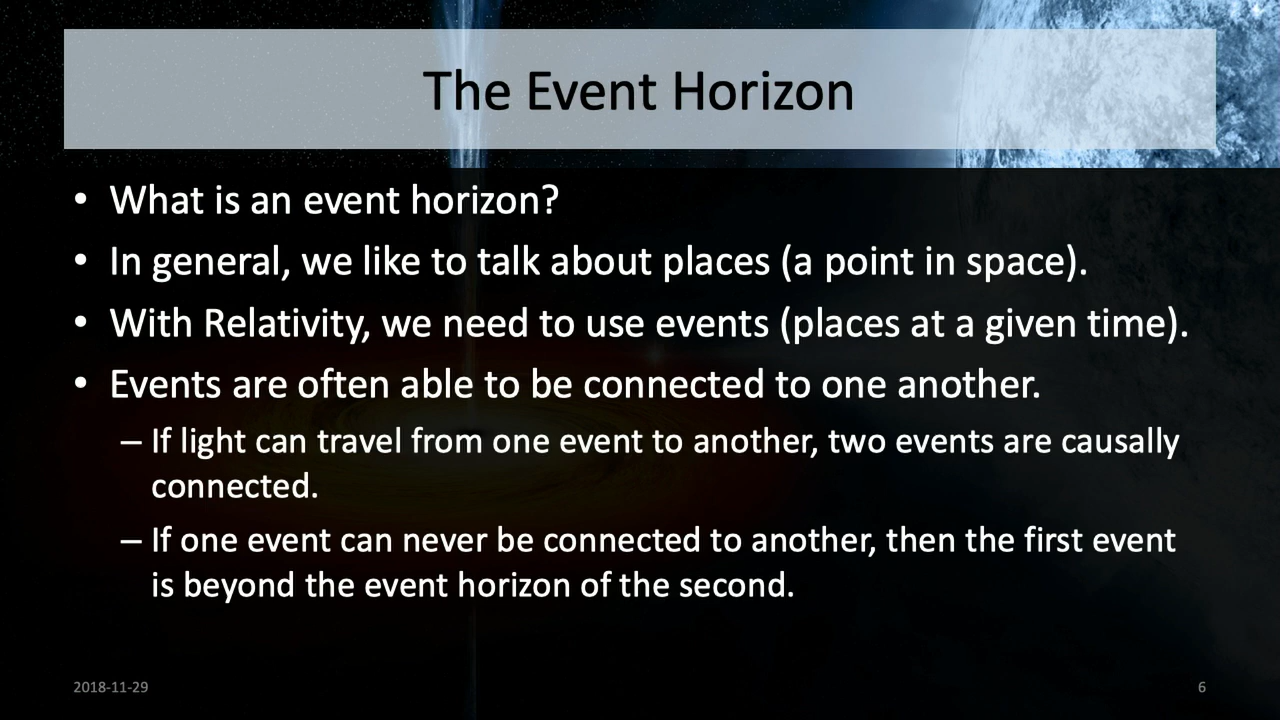 The Event Horizon
• What is an event horizon?
• In general, we like to talk about places (a point in space).
• With Relativity, we need to use events (places at a given time).
• Events are often able to be connected to one another.
– If light can travel from one event to another, two events are causally
connected.
– If one event can never be connected to another, then the first event
is beyond the event horizon of the second.
2018-11-29
6